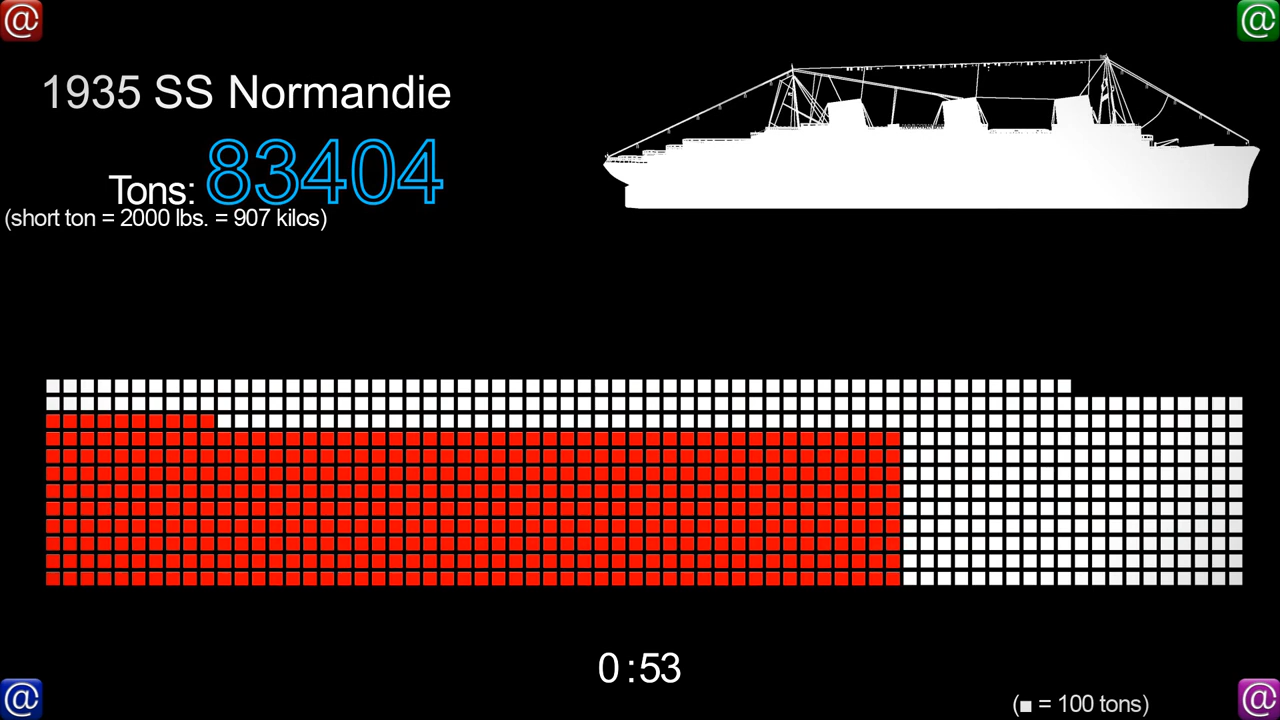 @ @
1935 SS Normandie
Tons: 83404
(short ton = 2000 lbs. = 907 kilos)
0:53
(■ = 100 tons)
@ @